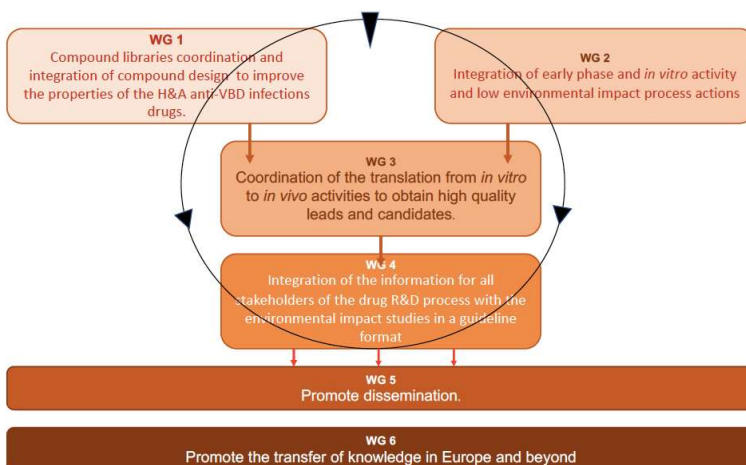 WG 1
Compound libraries coordination and
integration of compound design to improve
the properties of the H&A anti-VBD infections
drugs.
WG 2
Integration of early phase and in vitro activity
and low environmental impact process actions
WG 3
Coordination of the translation from in vitro
to in vivo activities to obtain high quality
leads and candidates.
WG 4
Integration of the information for all
stakeholders of the drug R&D process with the
environmental impact studies in a guideline
format
WG 5
Promote dissemination.
WG 6
Promote the transfer of knowledge in Europe and beyond